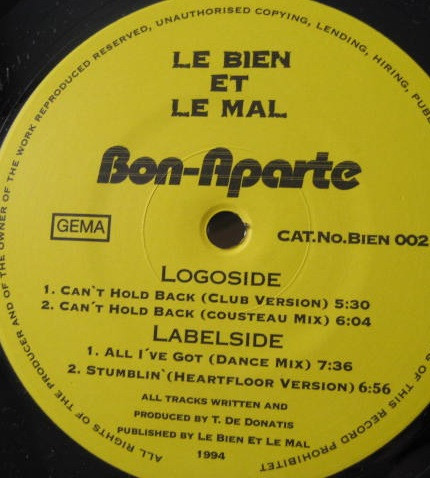 LE BIEN
ET
LE MAL
Bon-Aparte
GEMA
CAT.No.BIEN 002
LOGOSIDE
1. CAN`T HOLD BACK (CLUB VERSION) 5:30
2. CAN´T HOLD BACK (COUSTEAU MIX) 6:04
LABELSIDE
1. ALL I´VE GOT (DANCE MIX) 7:36
2. STUMBLIN`(HEARTFLOOR VERSION) 6:56
ALL TRACKS WRITTEN AND
PRODUCED BY T. DE DONATIS
PUBLISHED BY LE BIEN ET LE MAL
1994
ALL RIGHTS OF THE PRODUCER AND OF THE OWNER OF THE WORK REPRODUCED RESERVED, UNAUTHORISED COPYING, LENDING, HIRING,
OF THIS RECORD PROHIBITET